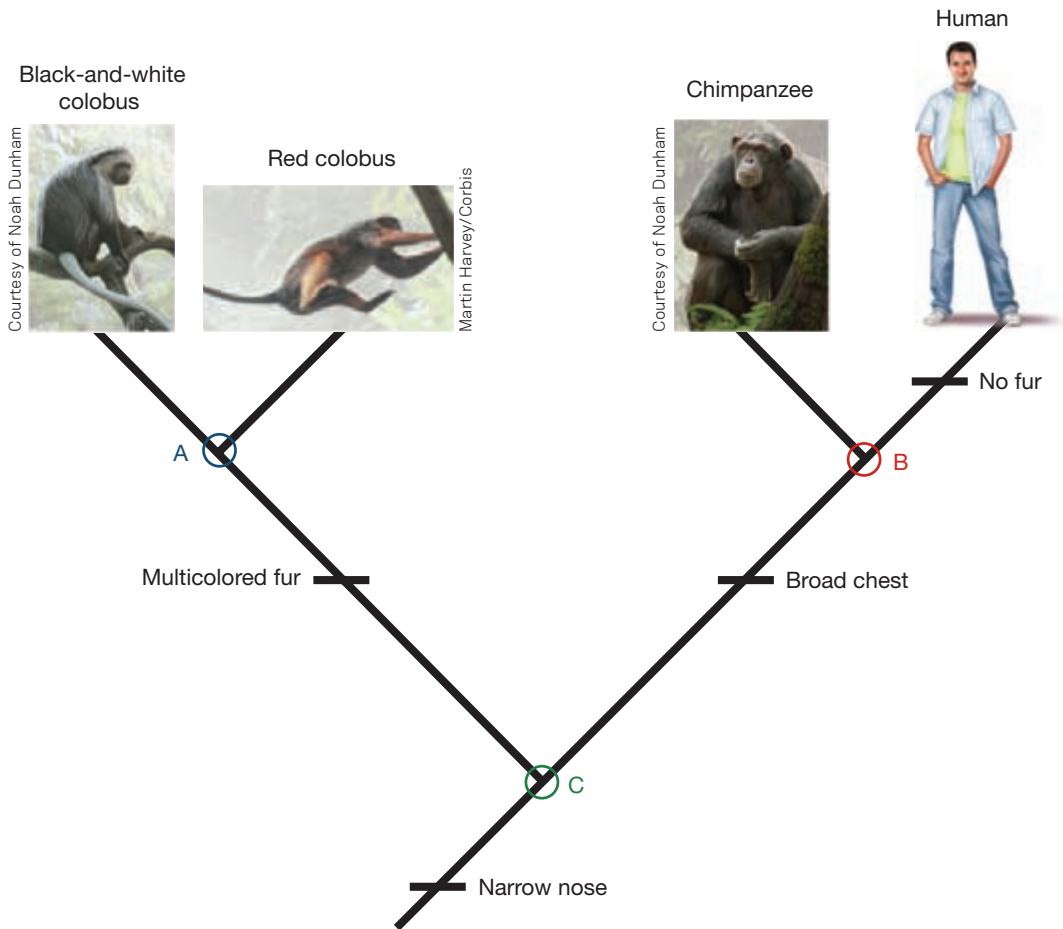 Human
Black-and-white
colobus
Chimpanzee
Red colobus
Courtesy of Noah Dunham
Martin Harvey/Corbis
Courtesy of Noah Dunham
No fur
A
B
Multicolored fur
Broad chest
C
Narrow nose